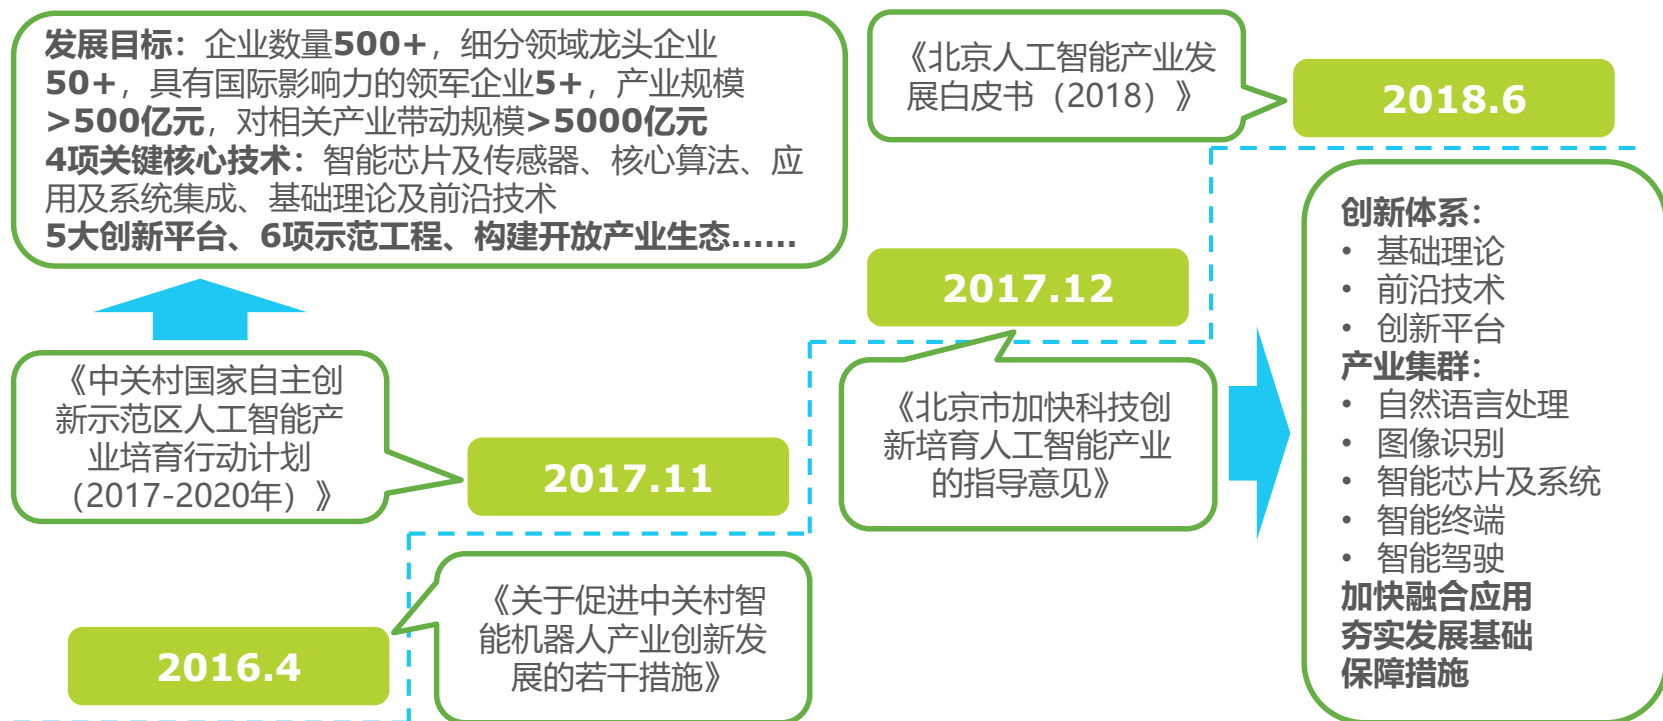 发展目标：企业数量500+，细分领域龙头企业
50+，具有国际影响力的领军企业5+，产业规模
>500亿元，对相关产业带动规模>5000亿元
4项关键核心技术：智能芯片及传感器、核心算法、应
用及系统集成、基础理论及前沿技术
5大创新平台、6项示范工程、构建开放产业生态......
《北京人工智能产业发
展白皮书（2018）》
2018.6
2017.12
《中关村国家自主创
新示范区人工智能产
业培育行动计划
（2017-2020年）》
2017.11
《北京市加快科技创
新培育人工智能产业
的指导意见》
创新体系：
• 基础理论
• 前沿技术
• 创新平台
产业集群：
• 自然语言处理
• 图像识别
• 智能芯片及系统
• 智能终端
• 智能驾驶
加快融合应用
夯实发展基础
保障措施
2016.4
《关于促进中关村智
能机器人产业创新发
展的若干措施》